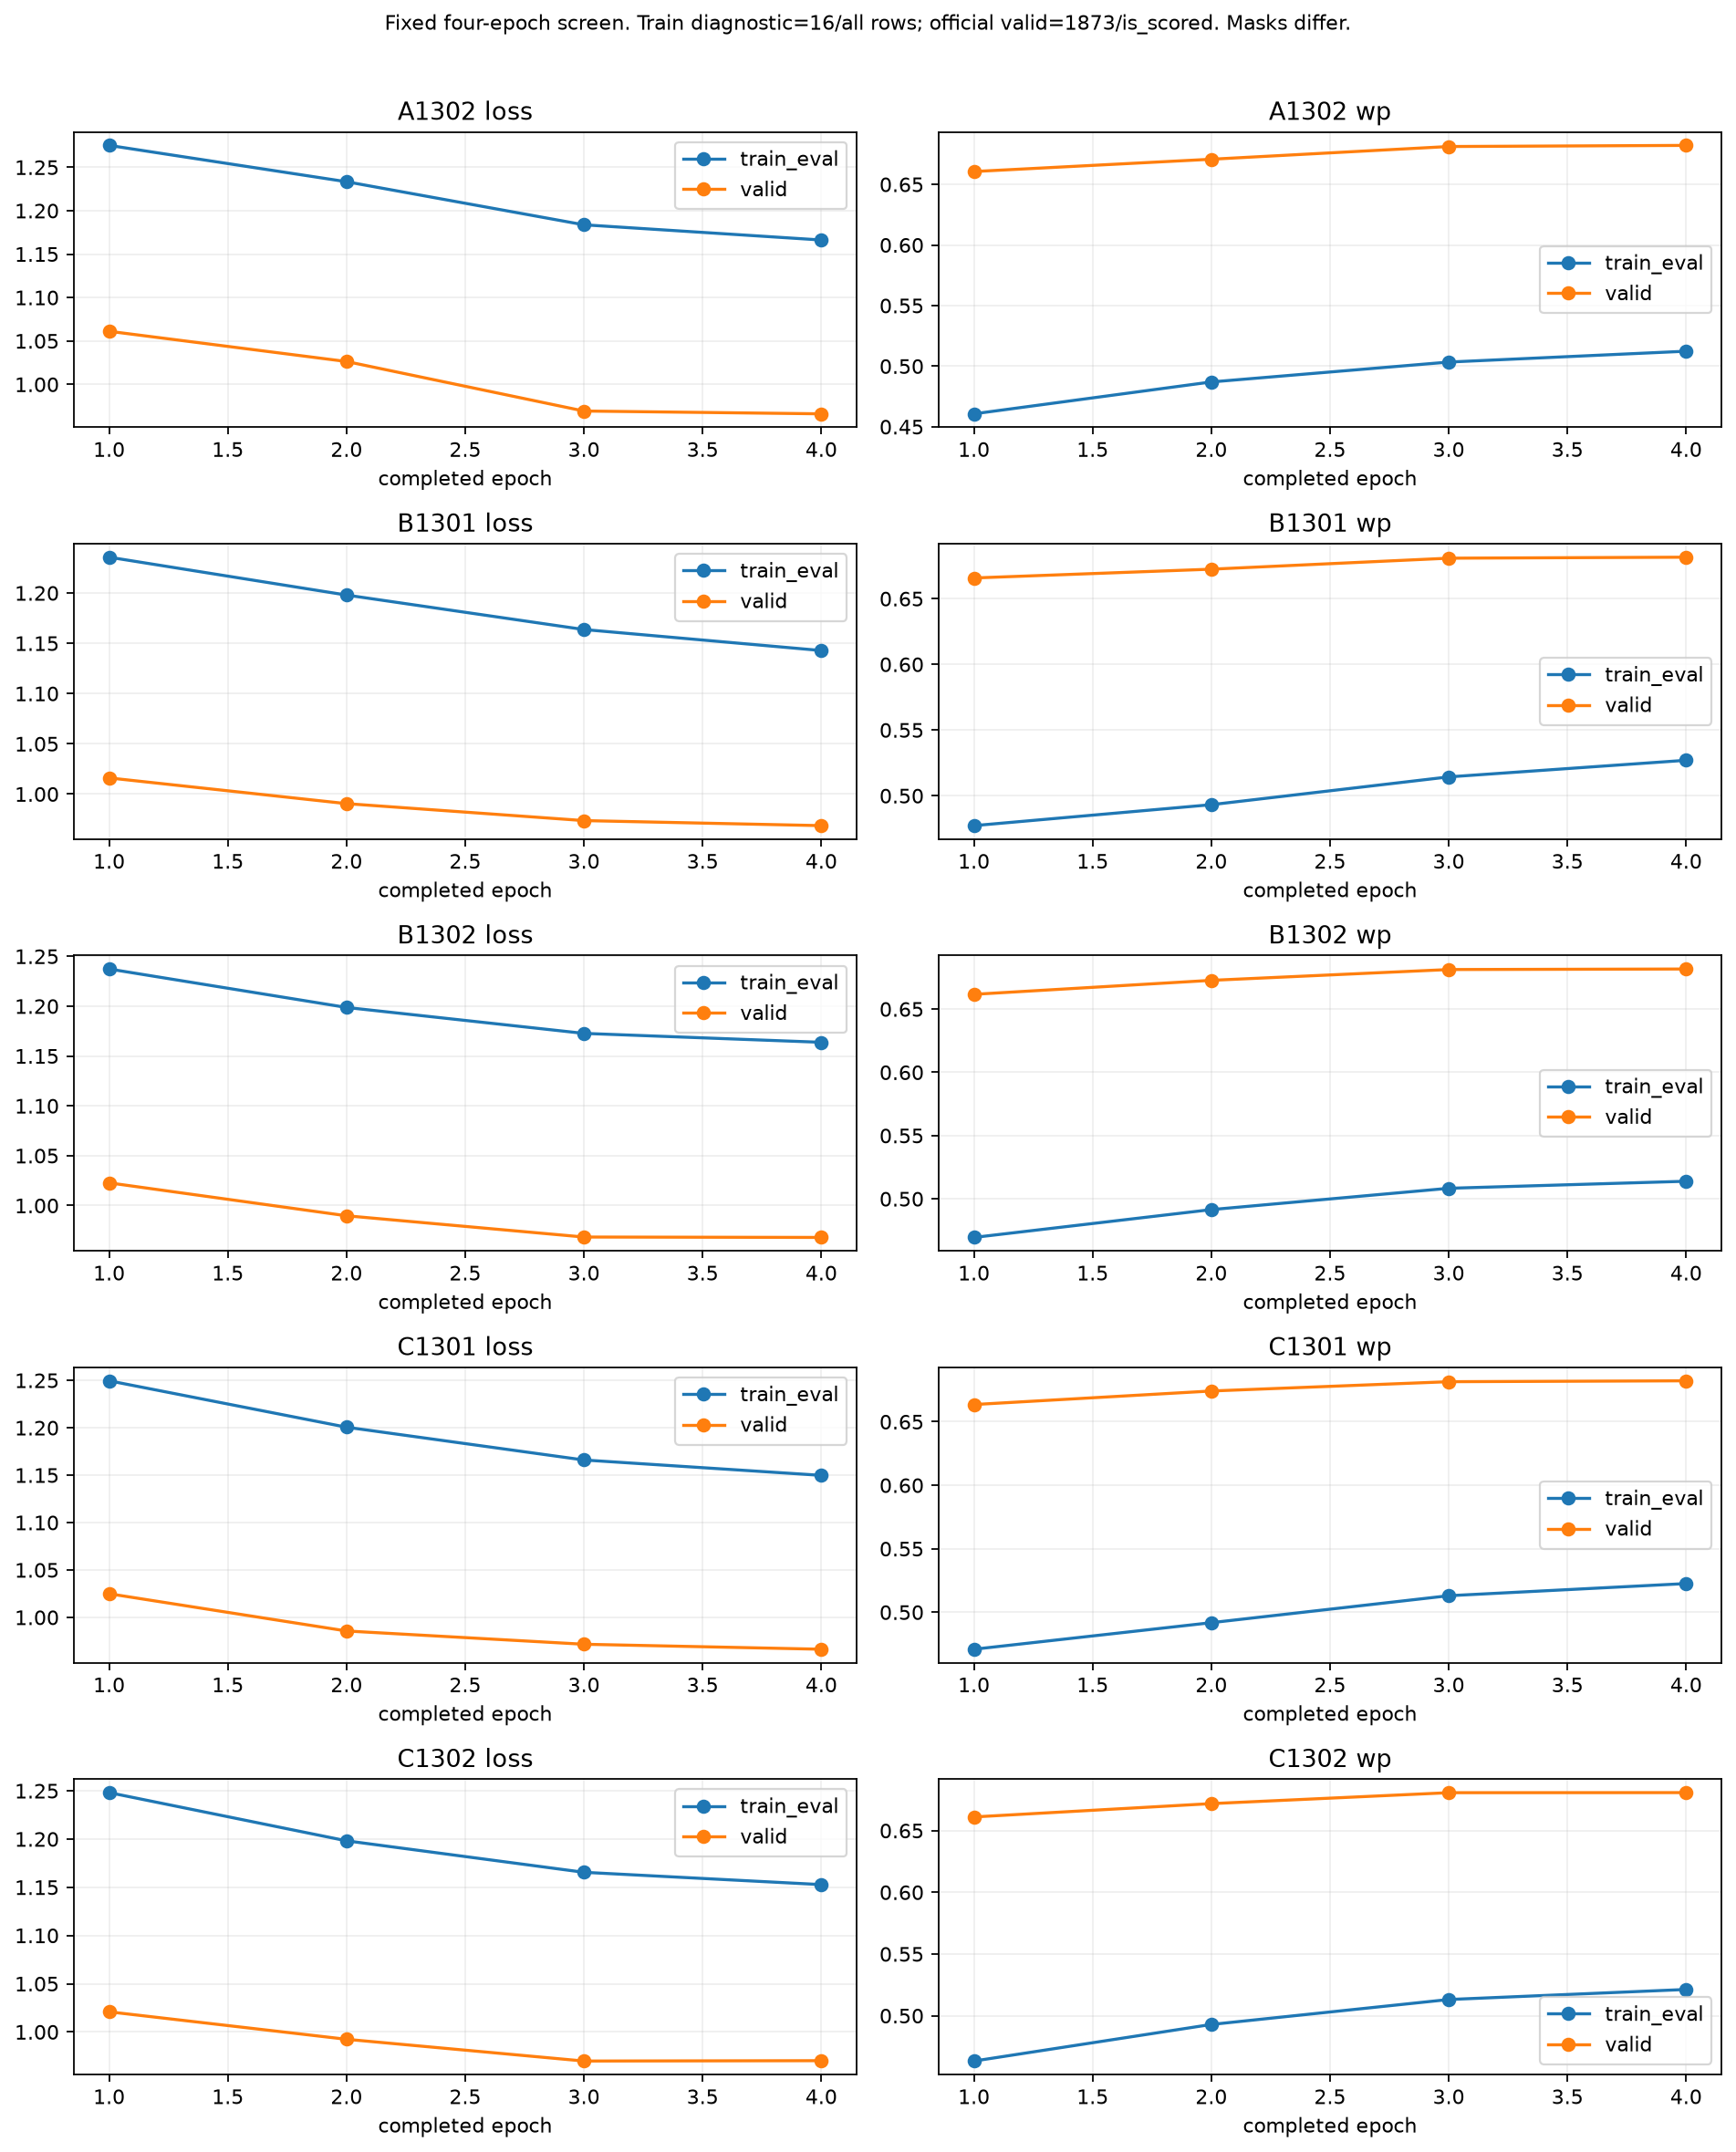 Fixed four-epoch screen. Train diagnostic=16/all rows; official valid=1873/is_scored. Masks differ.
A1302 loss
1.25
1.20
1.15
1.10
1.05
1.00
train_eval
valid
1.0 1.5 2.0 2.5 3.0 3.5 4.0
completed epoch
A1302 wp
0.65
0.60
0.55
0.50
0.45
train_eval
valid
1.0 1.5 2.0 2.5 3.0 3.5 4.0
completed epoch
B1301 loss
1.20
1.15
1.10
1.05
1.00
train_eval
valid
1.0 1.5 2.0 2.5 3.0 3.5 4.0
completed epoch
B1301 wp
0.65
0.60
0.55
0.50
train_eval
valid
1.0 1.5 2.0 2.5 3.0 3.5 4.0
completed epoch
B1302 loss
1.25
1.20
1.15
1.10
1.05
1.00
train_eval
valid
1.0 1.5 2.0 2.5 3.0 3.5 4.0
completed epoch
B1302 wp
0.65
0.60
0.55
0.50
train_eval
valid
1.0 1.5 2.0 2.5 3.0 3.5 4.0
completed epoch
C1301 loss
1.25
1.20
1.15
1.10
1.05
1.00
train_eval
valid
1.0 1.5 2.0 2.5 3.0 3.5 4.0
completed epoch
C1301 wp
0.65
0.60
0.55
0.50
train_eval
valid
1.0 1.5 2.0 2.5 3.0 3.5 4.0
completed epoch
C1302 loss
1.25
1.20
1.15
1.10
1.05
1.00
train_eval
valid
1.0 1.5 2.0 2.5 3.0 3.5 4.0
completed epoch
C1302 wp
0.65
0.60
0.55
0.50
train_eval
valid
1.0 1.5 2.0 2.5 3.0 3.5 4.0
completed epoch